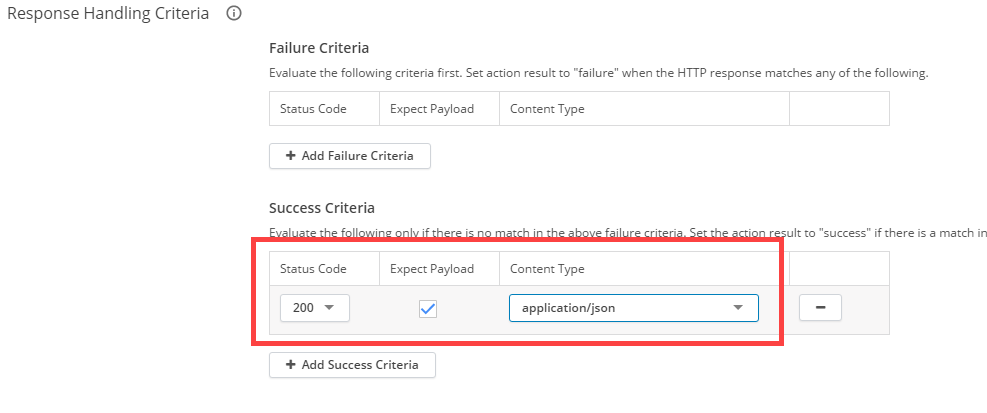 Response Handling Criteria
Failure Criteria
Evaluate the following criteria first. Set action result to "failure" when the HTTP response matches any of the following.
Status Code Expect Payload Content Type
+ Add Failure Criteria
Success Criteria
Evaluate the following only if there is no match in the above failure criteria. Set the action result to "success" if there is a match in
Status Code Expect Payload Content Type
200 application/json
+ Add Success Criteria